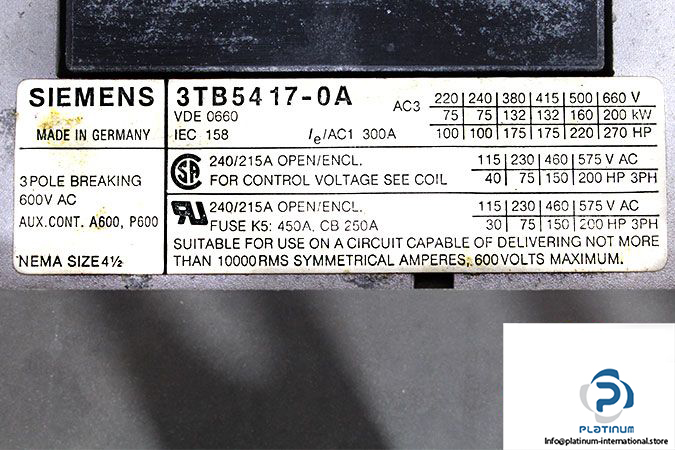 SIEMENS
MADE IN GERMANY
3POLE BREAKING
600V AC
AUX.CONT. A600, P600
NEMA SIZE 4½
3TB5417-0A
VDE 0660
IEC 158 Ie/AC1 300A
AC3 220 240 380 415 500 660 V
75 75 132 132 160 200 kW
100 100 175 175 220 270 HP
SA 240/215A OPEN/ENCL.
FOR CONTROL VOLTAGE SEE COIL
115 230 460 575 V AC
40 75 150 200 HP 3PH
240/215A OPEN/ENCL.
FUSE K5: 450A, CB 250A
115 230 460 575 V AC
30 75 150 200 HP 3PH
SUITABLE FOR USE ON A CIRCUIT CAPABLE OF DELIVERING NOT MORE
THAN 10000 RMS SYMMETRICAL AMPERES, 600 VOLTS MAXIMUM.
PLATINUM
info@platinum-international.store